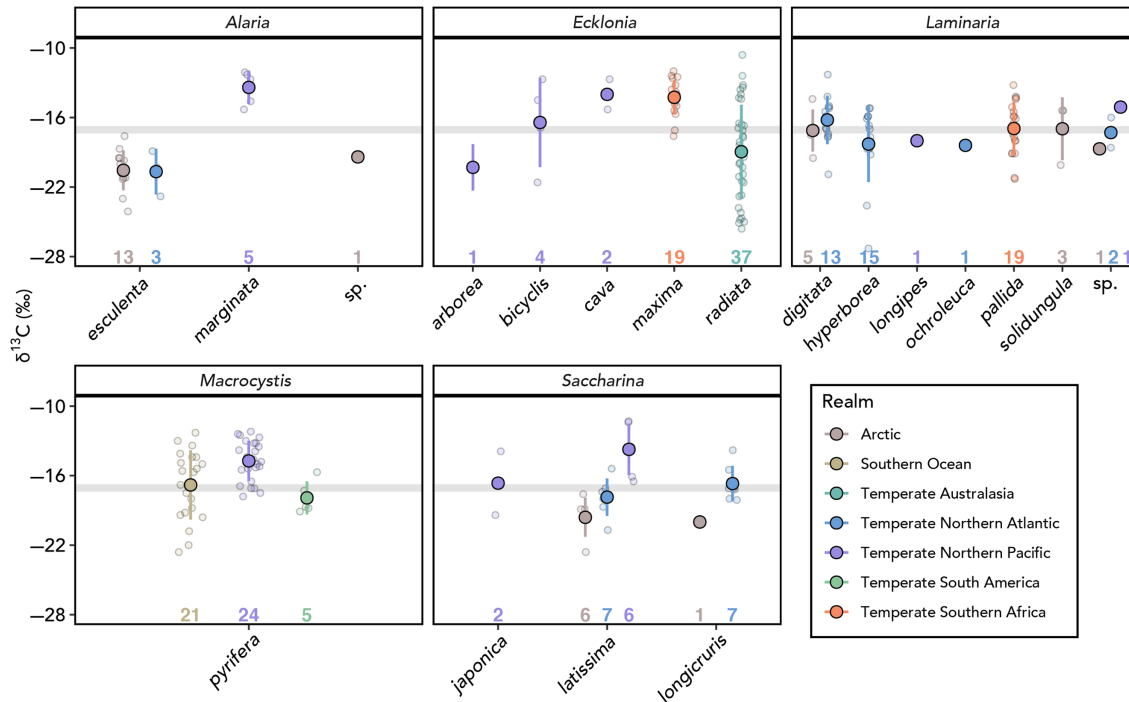 Alaria
Ecklonia
Laminaria
−10
−16
−22
−28
13 3 5 1
1 4 2 19 37
5 13 15 1 1 19 3 1 2 1
esculenta marginata sp.
arborea bicyclis cava maxima radiata
digitata hyperborea longipes ochroleuca pallida solidungula sp.
δ¹³C (‰)
Macrocystis
Saccharina
−10
−16
−22
−28
21 24 5
2 6 7 6 1 7
pyrifera
japonica latissima longicruris
Realm
Arctic
Southern Ocean
Temperate Australasia
Temperate Northern Atlantic
Temperate Northern Pacific
Temperate South America
Temperate Southern Africa